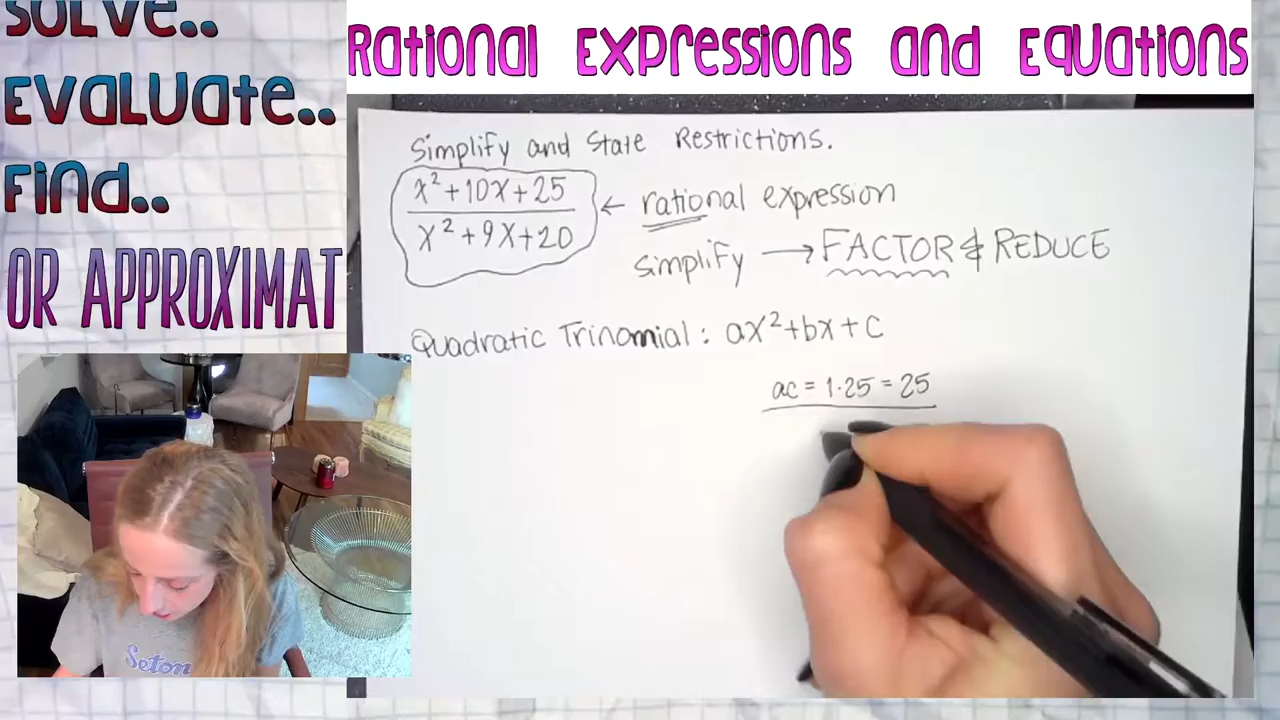 SOLVE..
Evaluate..
Find..
OR APPROXIMAT
Rational Expressions and Equations
Simplify and State Restrictions.
x²+10x+25
x²+9x+20
← rational expression
simplify → FACTOR & REDUCE
Quadratic Trinomial: ax²+bx+c
ac = 1·25 = 25
Seton